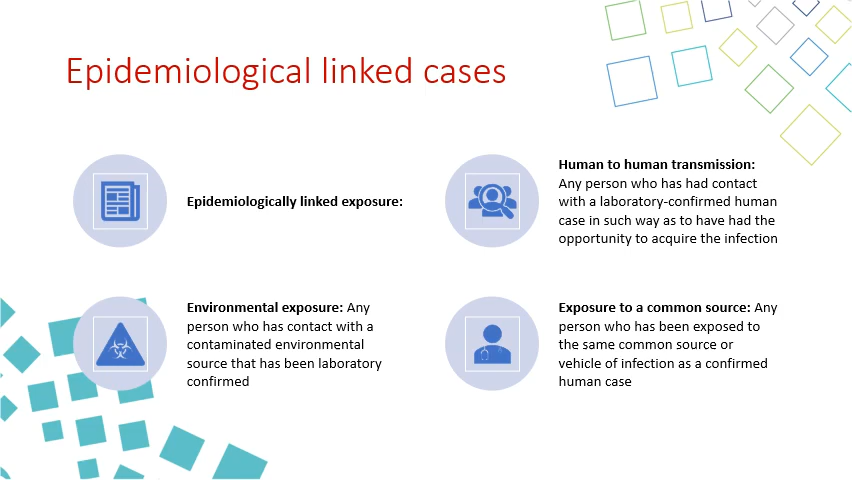 Epidemiological linked cases
Epidemiologically linked exposure:
Human to human transmission:
Any person who has had contact
with a laboratory-confirmed human
case in such way as to have had the
opportunity to acquire the infection
Environmental exposure: Any
person who has contact with a
contaminated environmental
source that has been laboratory
confirmed
Exposure to a common source: Any
person who has been exposed to
the same common source or
vehicle of infection as a confirmed
human case